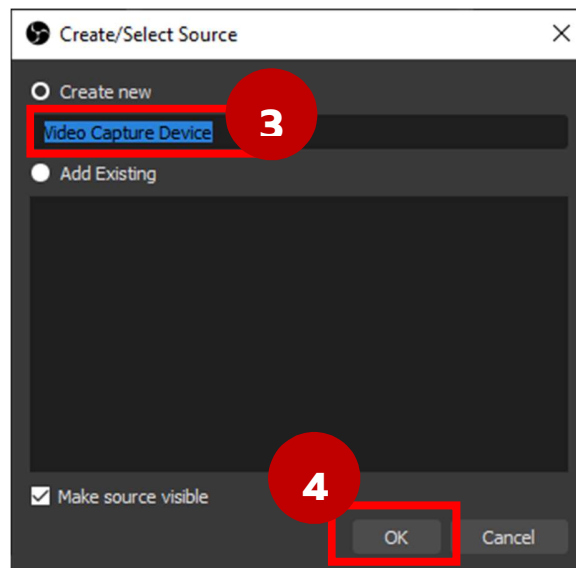 Create/Select Source
Create new
3
Video Capture Device
Add Existing
Make source visible
4
OK Cancel